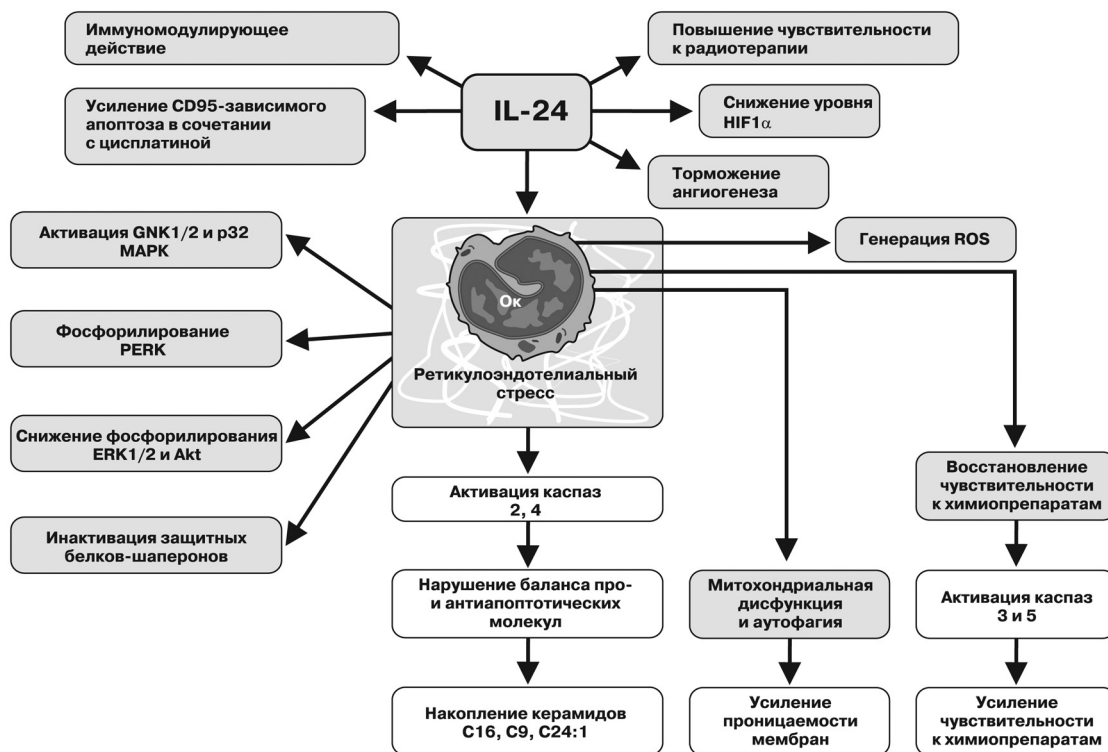 Иммуномодулирующее
действие
Повышение чувствительности
к радиотерапии
IL-24
Усиление CD95-зависимого
апоптоза в сочетании
с цисплатиной
Снижение уровня
HIF1α
Торможение
ангиогенеза
Активация GNK1/2 и p32
MAPK
Генерация ROS
Ок
Фосфорилирование
PERK
Ретикулоэндотелиальный
стресс
Снижение фосфорилирования
ERK1/2 и Akt
Восстановление
чувствительности
к химиопрепаратам
Активация каспаз
2, 4
Инактивация защитных
белков-шаперонов
Нарушение баланса про-
и антиапоптотических
молекул
Митохондриальная
дисфункция
и аутофагия
Активация каспаз
3 и 5
Накопление керамидов
C16, C9, C24:1
Усиление
проницаемости
мембран
Усиление
чувствительности
к химиопрепаратам